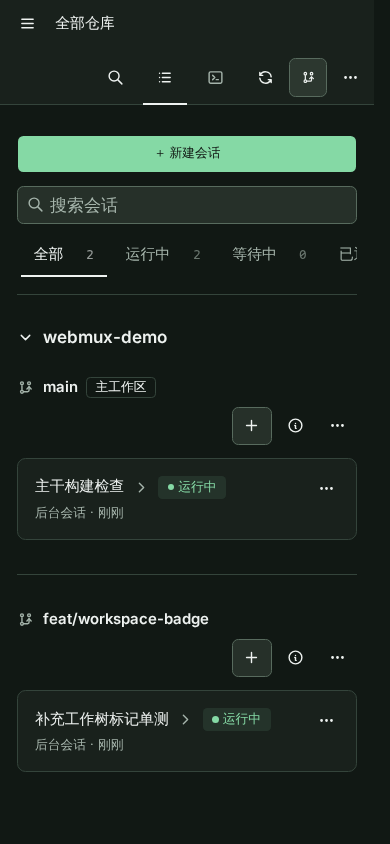 全部仓库
+ 新建会话
搜索会话
全部 2 运行中 2 等待中 0
webmux-demo
main 主工作区
主干构建检查 运行中
后台会话 · 刚刚
feat/workspace-badge
补充工作树标记单测 运行中
后台会话 · 刚刚